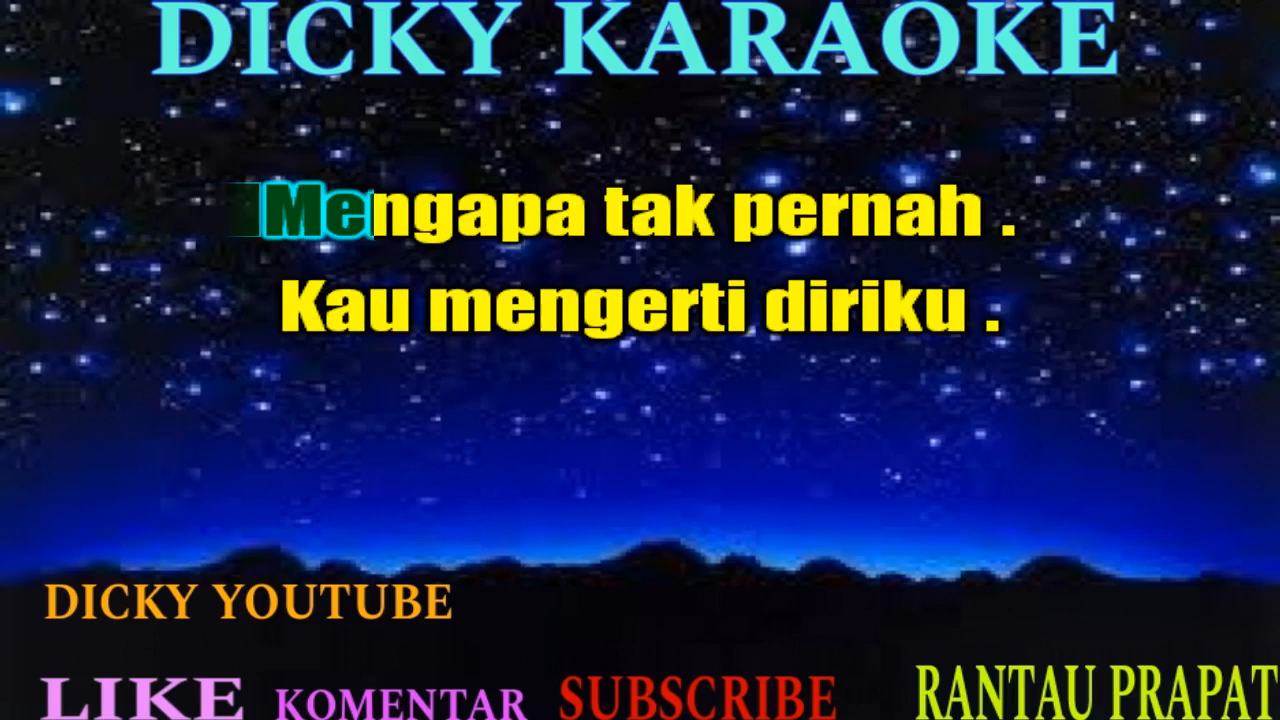 DICKY KARAOKE
Mengapa tak pernah .
Kau mengerti diriku .
DICKY YOUTUBE
LIKE KOMENTAR SUBSCRIBE RANTAU PRAPAT